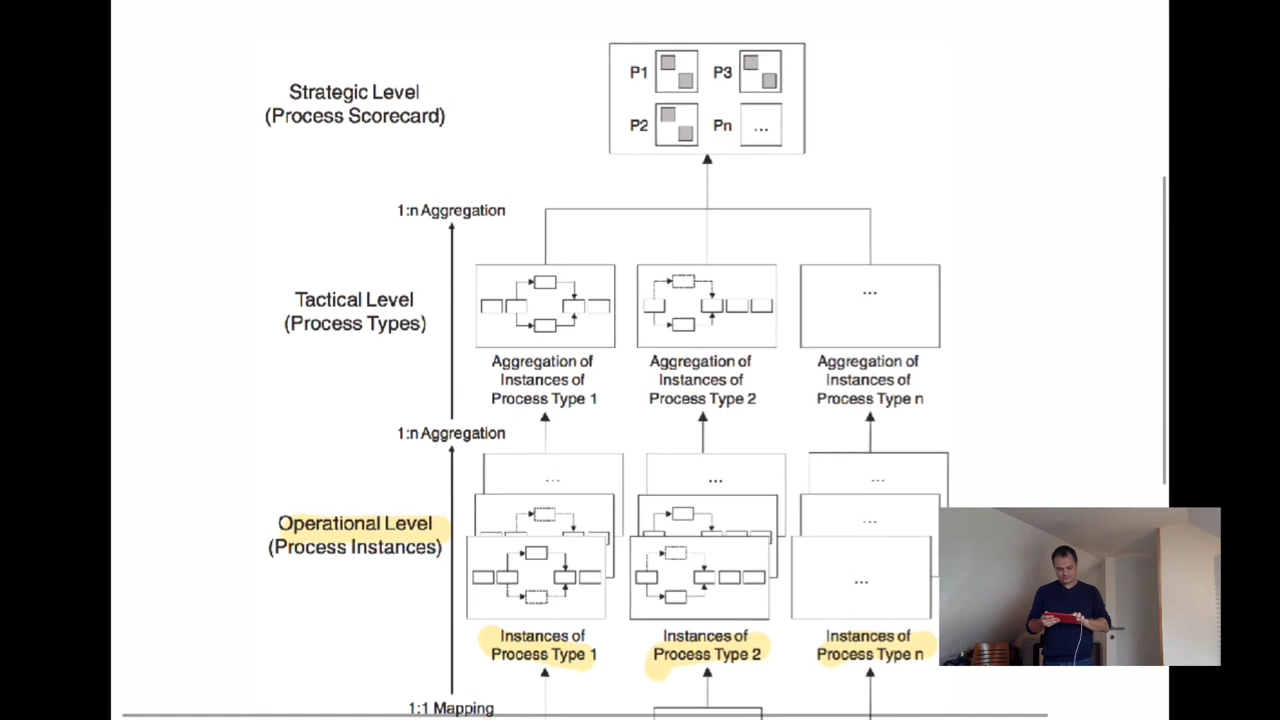 Strategic Level
(Process Scorecard)
P1
P3
P2
Pn
...
1:n Aggregation
Tactical Level
(Process Types)
...
Aggregation of
Instances of
Process Type 1
Aggregation of
Instances of
Process Type 2
Aggregation of
Instances of
Process Type n
1:n Aggregation
...
...
...
...
Operational Level
(Process Instances)
...
Instances of
Process Type 1
Instances of
Process Type 2
Instances of
Process Type n
1:1 Mapping